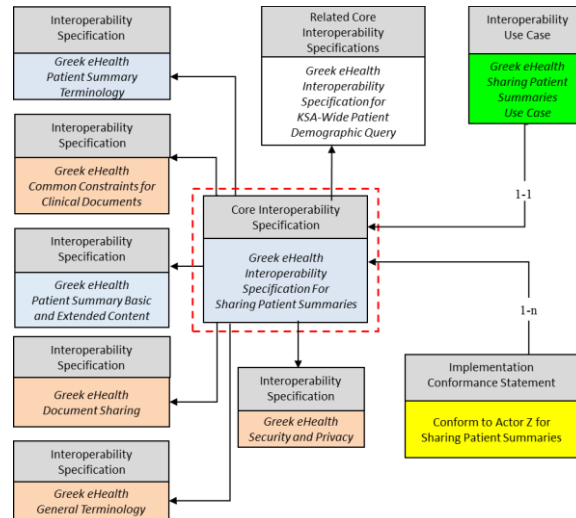 Interoperability
Specification
Greek eHealth
Patient Summary
Terminology
Related Core
Interoperability
Specifications
Greek eHealth
Interoperability
Specification for
KSA-Wide Patient
Demographic Query
Interoperability
Use Case
Greek eHealth
Sharing Patient
Summaries
Use Case
Interoperability
Specification
Greek eHealth
Common Constraints for
Clinical Documents
1-1
Core Interoperability
Specification
Greek eHealth
Interoperability
Specification For
Sharing Patient Summaries
Interoperability
Specification
Greek eHealth
Patient Summary Basic
and Extended Content
1-n
Interoperability
Specification
Greek eHealth
Document Sharing
Interoperability
Specification
Greek eHealth
Security and Privacy
Implementation
Conformance Statement
Conform to Actor Z for
Sharing Patient Summaries
Interoperability
Specification
Greek eHealth
General Terminology